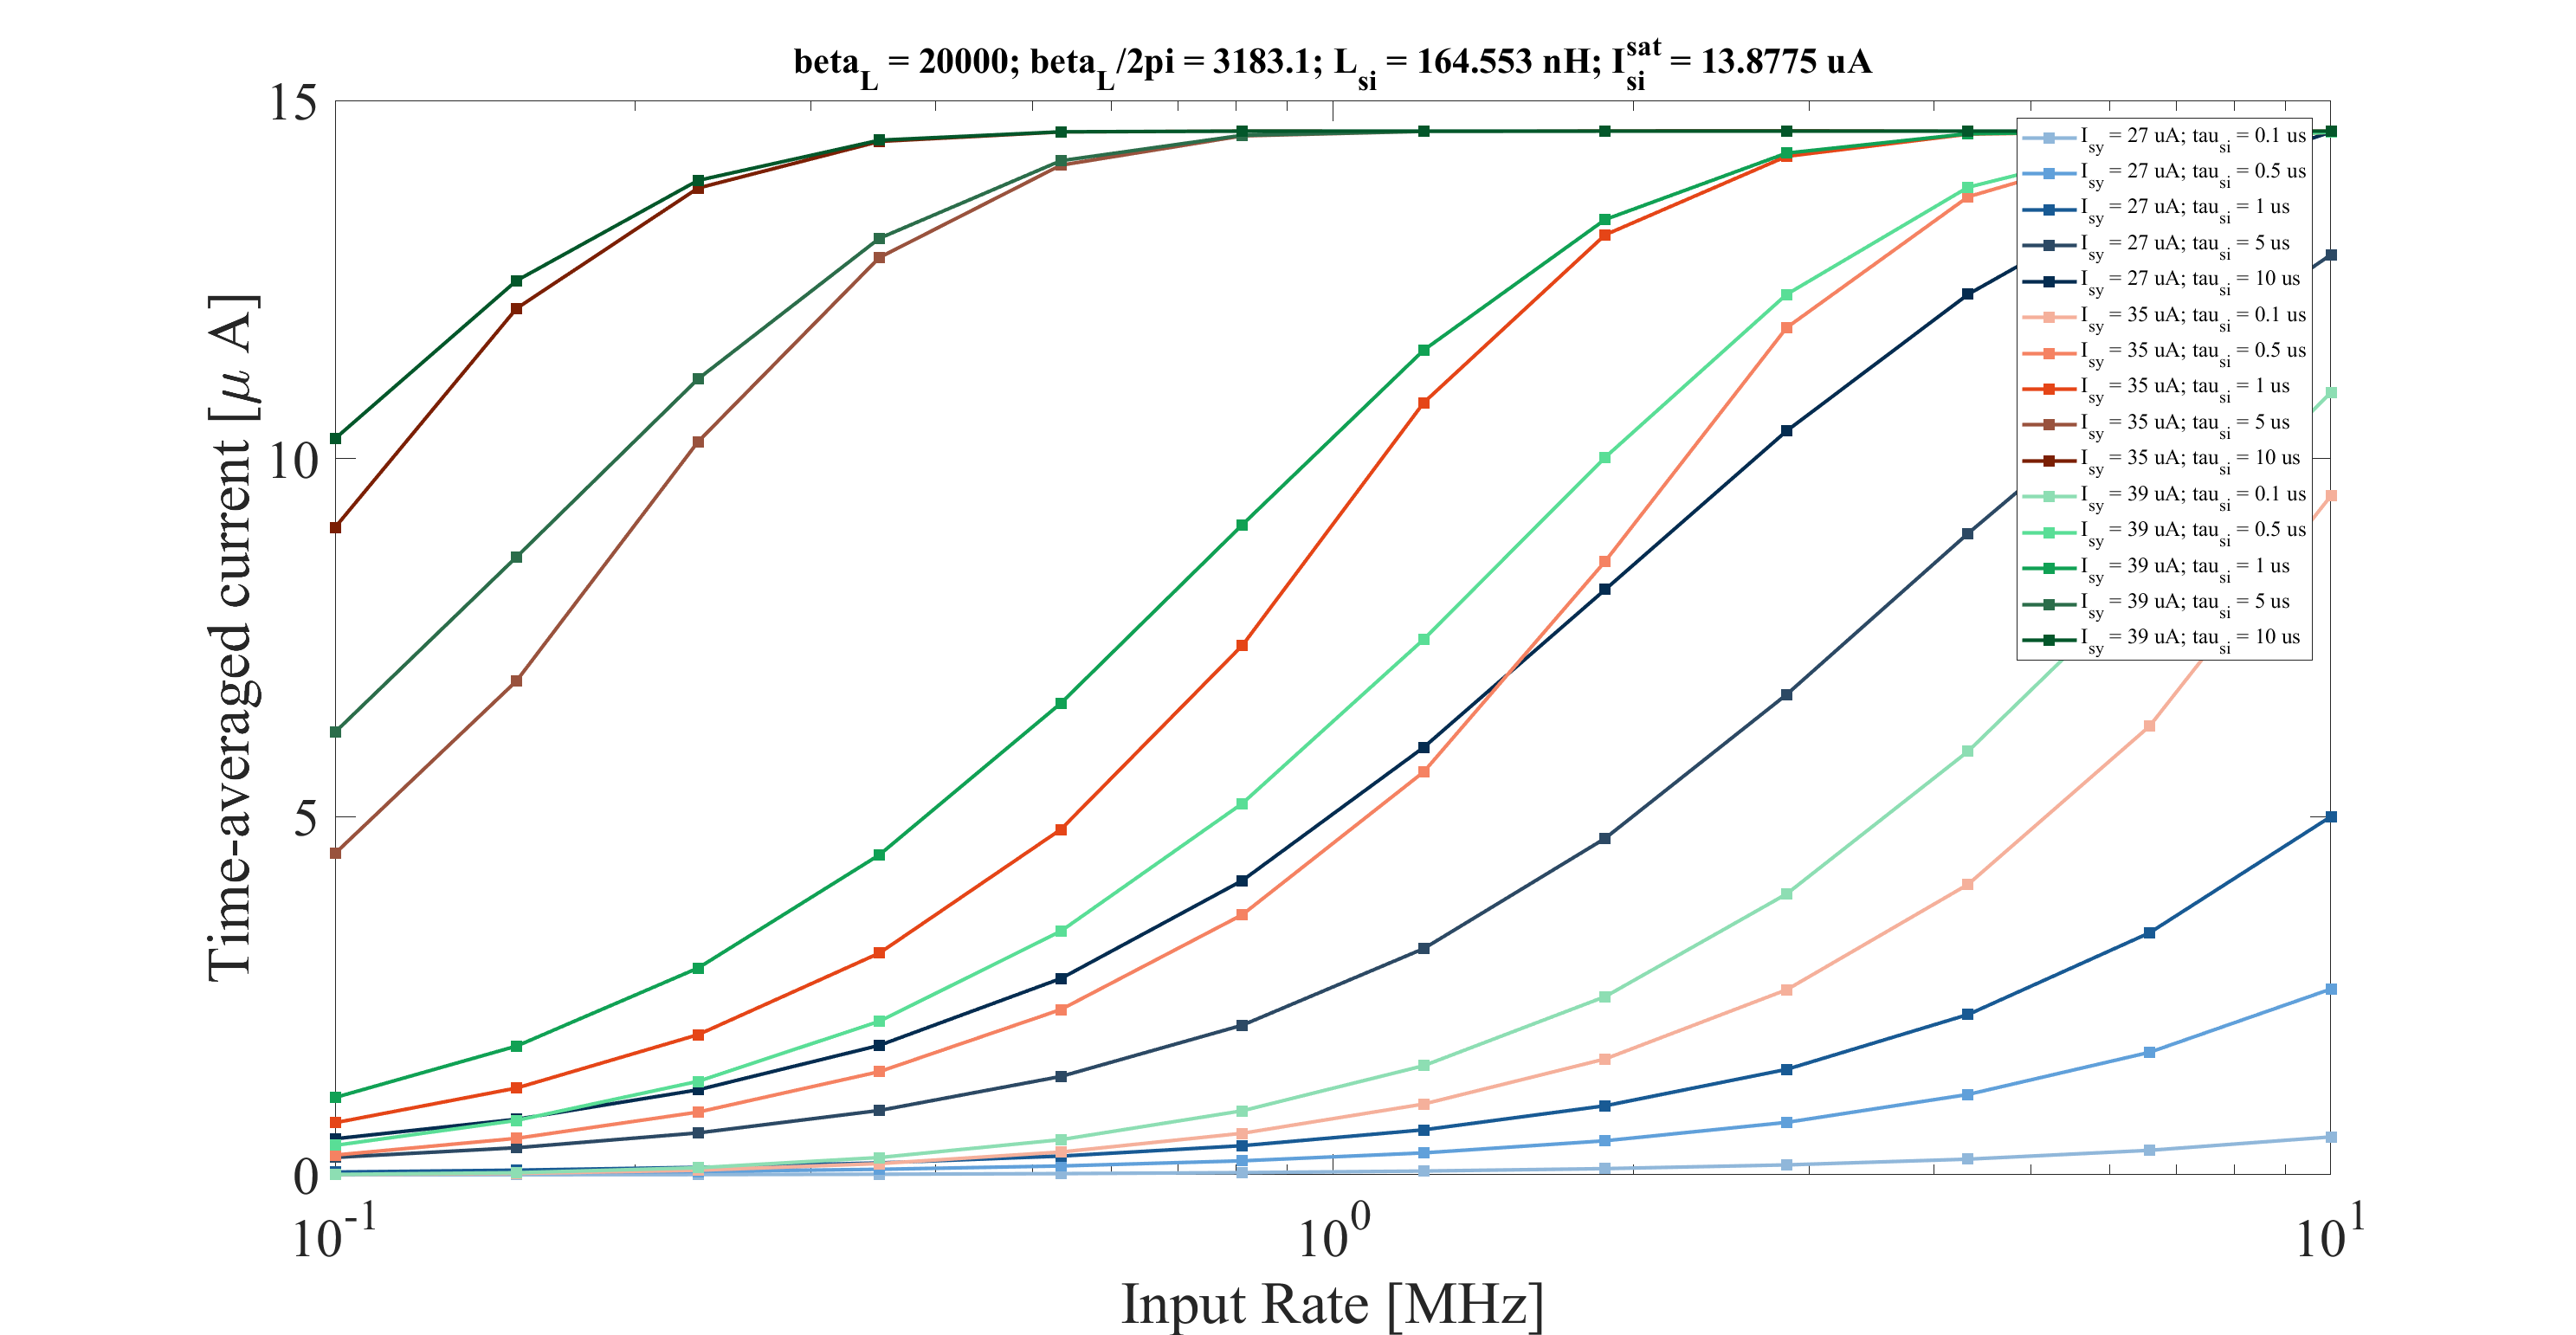 beta_L = 20000; beta_L/2pi = 3183.1; L_si = 164.553 nH; I_si^sat = 13.8775 uA
15
10
5
0
Time-averaged current [μ A]
I_sy = 27 uA; tau_si = 0.1 us
I_sy = 27 uA; tau_si = 0.5 us
I_sy = 27 uA; tau_si = 1 us
I_sy = 27 uA; tau_si = 5 us
I_sy = 27 uA; tau_si = 10 us
I_sy = 35 uA; tau_si = 0.1 us
I_sy = 35 uA; tau_si = 0.5 us
I_sy = 35 uA; tau_si = 1 us
I_sy = 35 uA; tau_si = 5 us
I_sy = 35 uA; tau_si = 10 us
I_sy = 39 uA; tau_si = 0.1 us
I_sy = 39 uA; tau_si = 0.5 us
I_sy = 39 uA; tau_si = 1 us
I_sy = 39 uA; tau_si = 5 us
I_sy = 39 uA; tau_si = 10 us
10^-1 10^0 10^1
Input Rate [MHz]